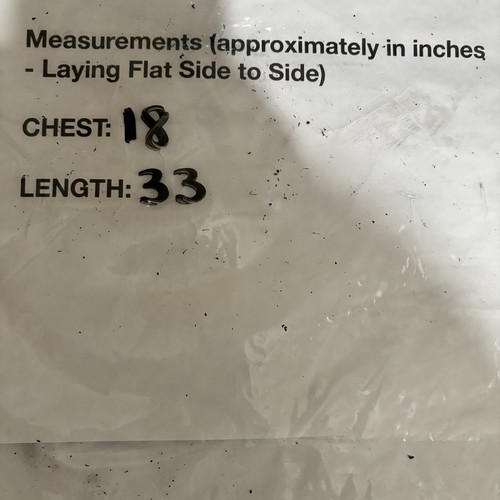 Measurements (approximately in inches
- Laying Flat Side to Side)
CHEST: 18
LENGTH: 33